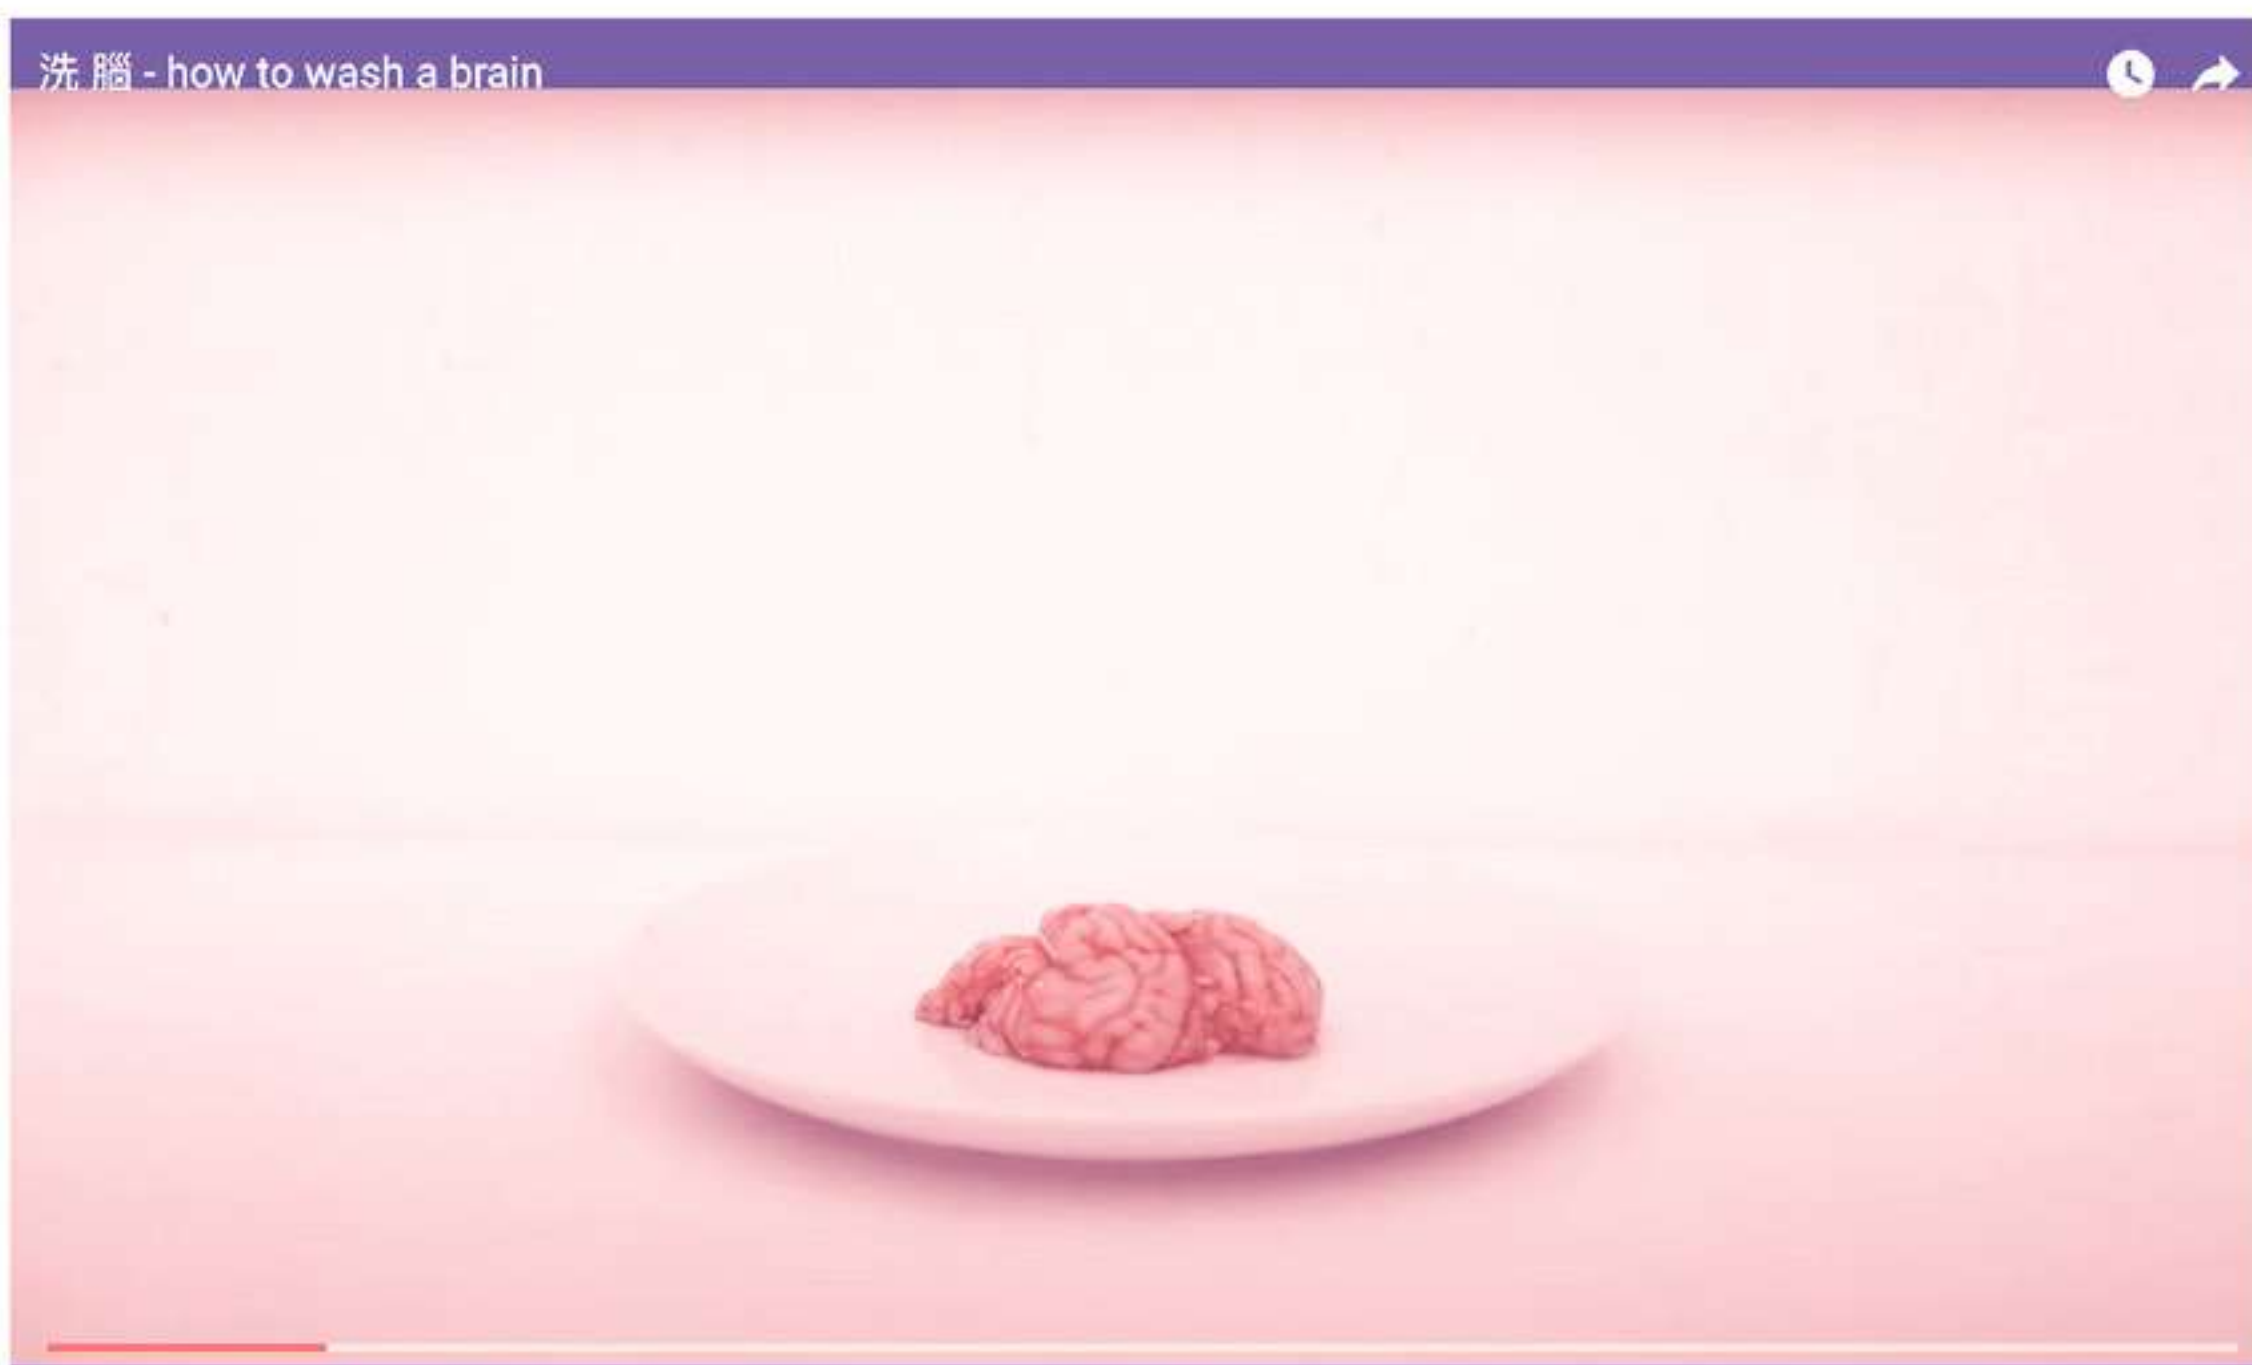 洗 腦 - how to wash a brain